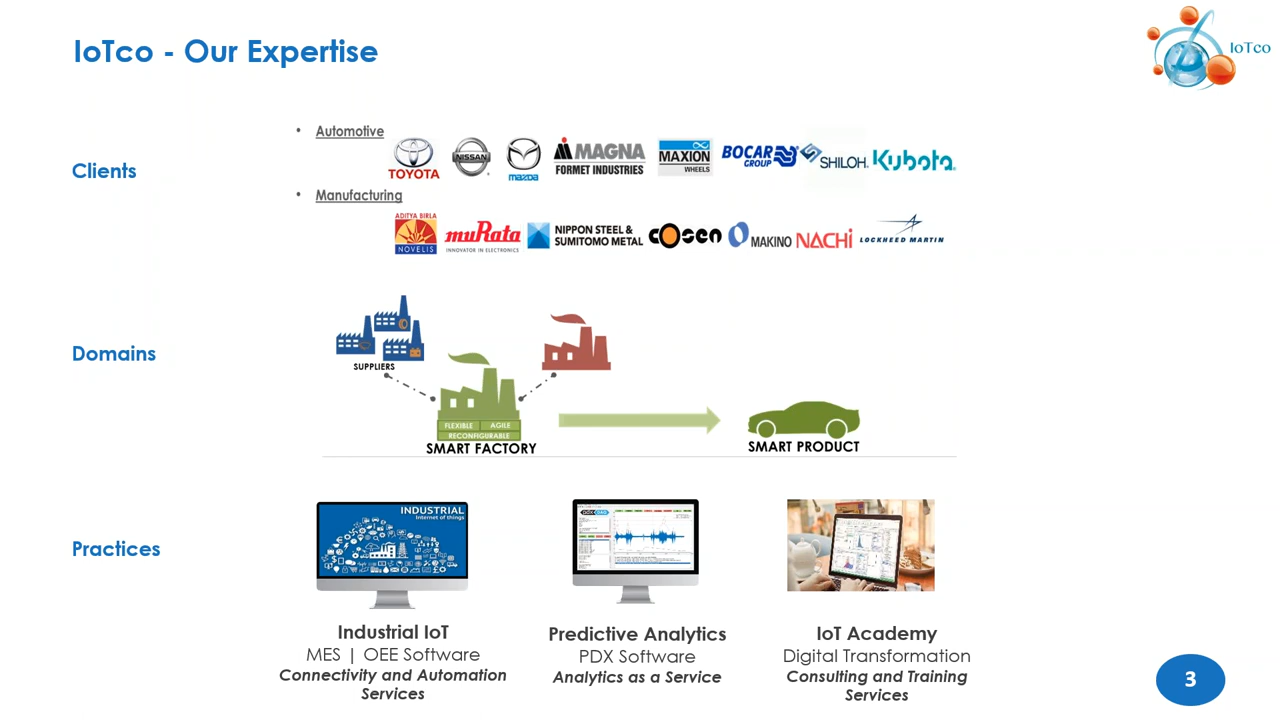 IoTco - Our Expertise
IoTco
Clients
• Automotive
TOYOTA
NISSAN
mazda
MAGNA
FORMET INDUSTRIES
MAXION
WHEELS
BOCAR
GROUP
SHILOH.
Kubota.
• Manufacturing
ADITYA BIRLA
NOVELIS
muRata
INNOVATOR IN ELECTRONICS
NIPPON STEEL &
SUMITOMO METAL
COSEN
MAKINO
NACHI
LOCKHEED MARTIN
Domains
SUPPLIERS
FLEXIBLE
AGILE
RECONFIGURABLE
SMART FACTORY
SMART PRODUCT
Practices
INDUSTRIAL
Internet of things
Industrial IoT
MES | OEE Software
Connectivity and Automation
Services
Predictive Analytics
PDX Software
Analytics as a Service
IoT Academy
Digital Transformation
Consulting and Training
Services
3